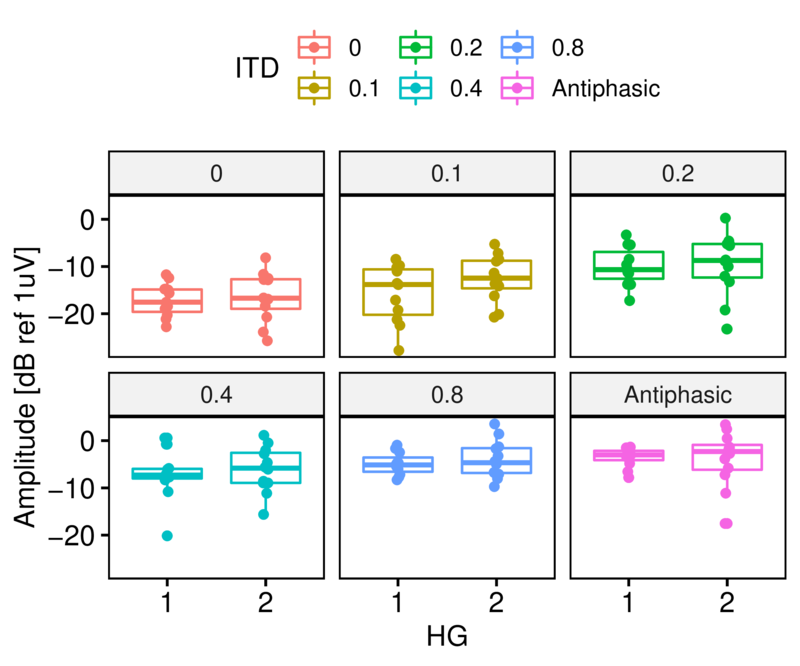 ITD
0 0.2 0.8
0.1 0.4 Antiphasic
0 0.1 0.2
0
−10
−20
0.4 0.8 Antiphasic
0
−10
−20
Amplitude [dB ref 1uV]
1 2 1 2 1 2
HG